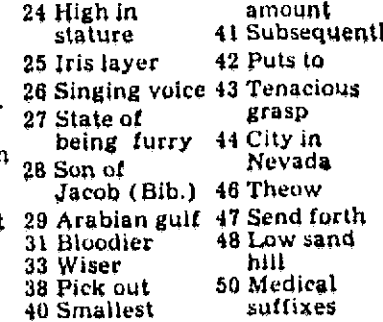 24 High in
stature
25 Iris layer
26 Singing voice
27 State of
being furry
28 Son of
Jacob (Bib.)
29 Arabian gulf
31 Bloodier
33 Wiser
38 Pick out
40 Smallest
amount
41 Subsequentl
42 Puts to
43 Tenacious
grasp
44 City in
Nevada
46 Theow
47 Send forth
48 Low sand
hill
50 Medical
suffixes